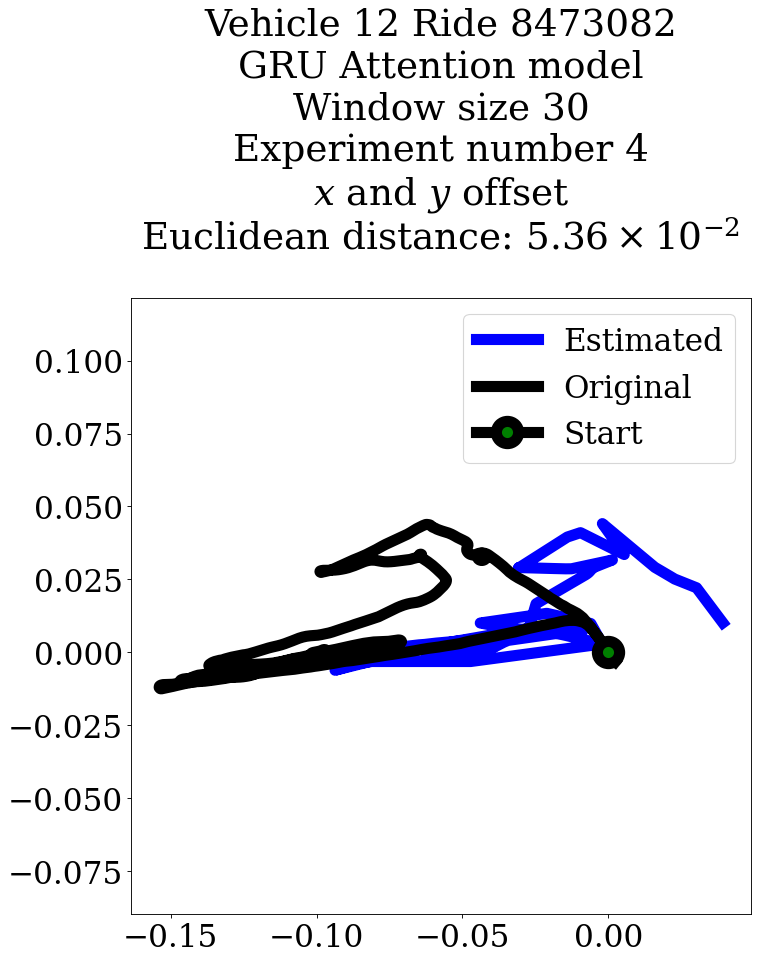 Vehicle 12 Ride 8473082
GRU Attention model
Window size 30
Experiment number 4
x and y offset
Euclidean distance: 5.36 × 10⁻²
Estimated
Original
Start
0.100
0.075
0.050
0.025
0.000
−0.025
−0.050
−0.075
−0.15 −0.10 −0.05 0.00